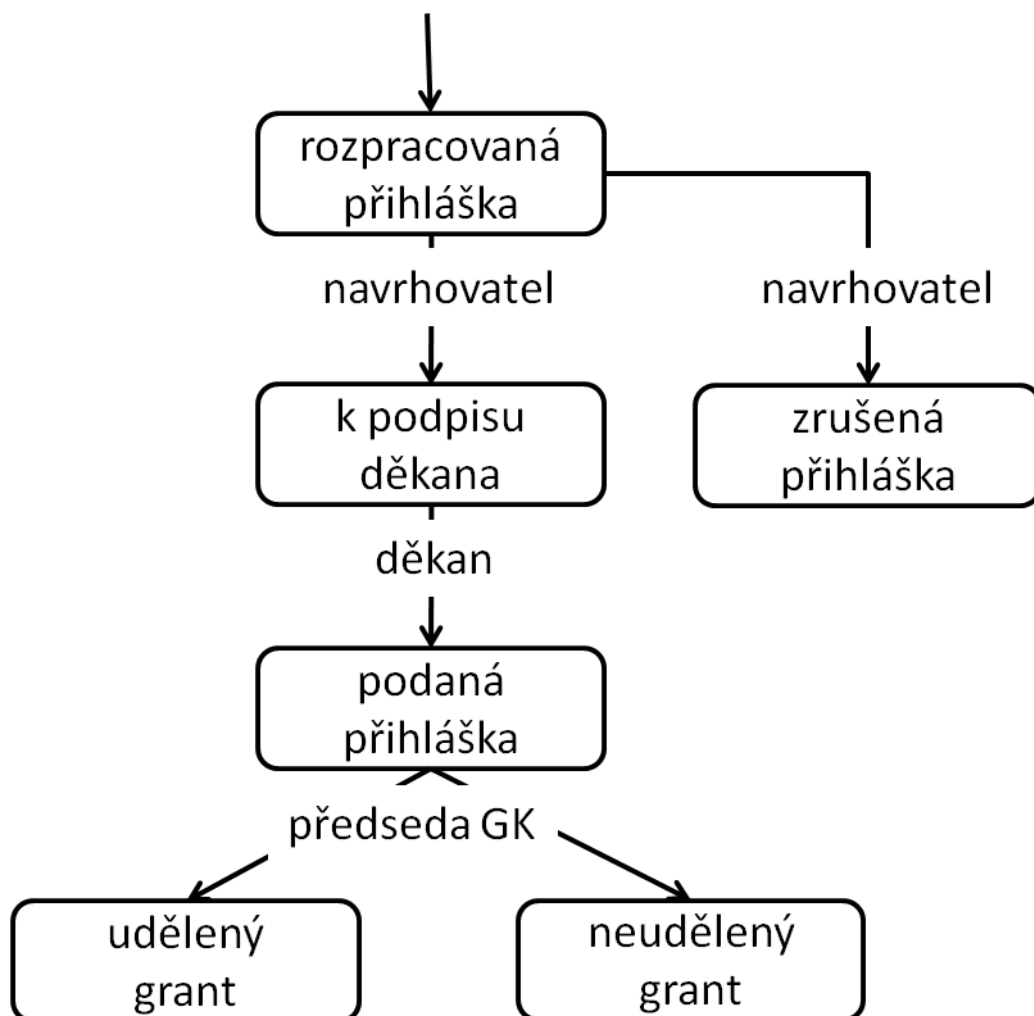 rozpracovaná
přihláška
navrhovatel
navrhovatel
k podpisu
děkana
zrušená
přihláška
děkan
podaná
přihláška
předseda GK
udělený
grant
neudělený
grant